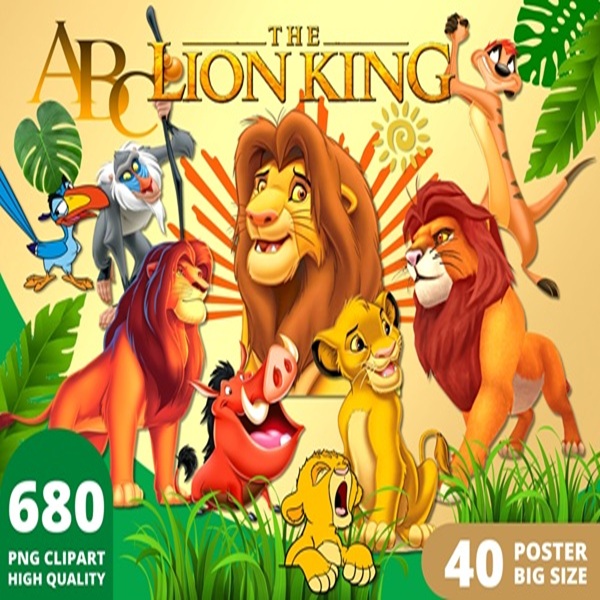 ABC
THE
LION KING
680
PNG CLIPART
HIGH QUALITY
40
POSTER
BIG SIZE